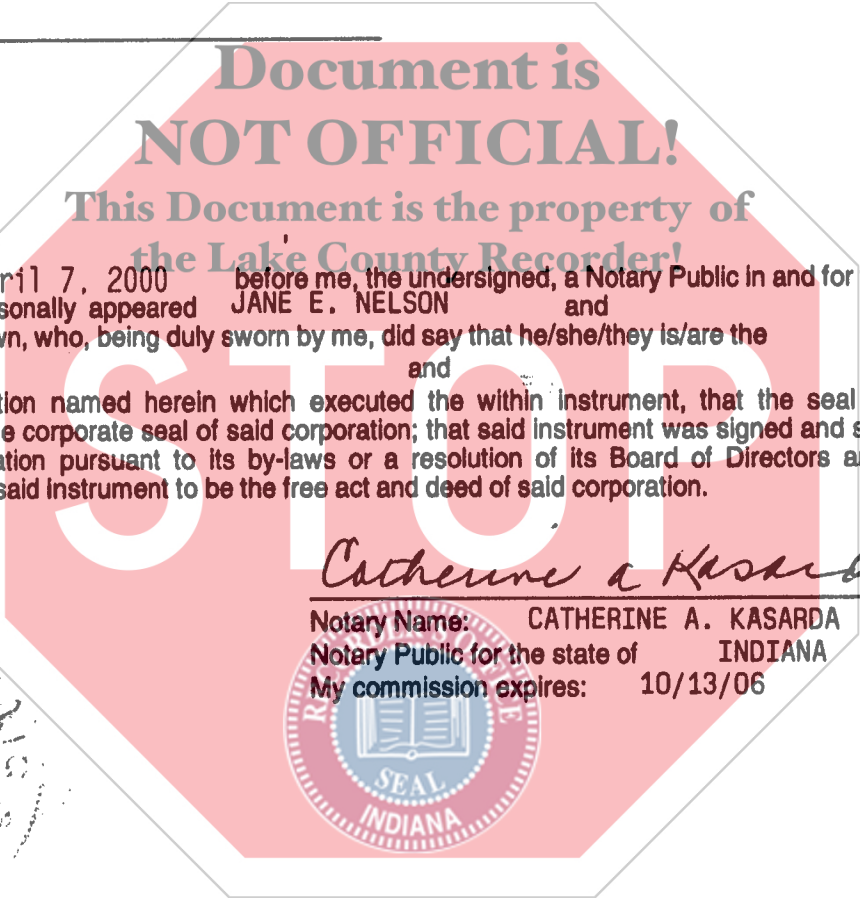 Document is
NOT OFFICIAL!
This Document is the property of
the Lake County Recorder!
ril 7, 2000 before me, the undersigned, a Notary Public in and for
sonally appeared JANE E. NELSON and
wn, who, being duly sworn by me, did say that he/she/they is/are the
and
tion named herein which executed the within instrument, that the seal
e corporate seal of said corporation; that said instrument was signed and s
ation pursuant to its by-laws or a resolution of its Board of Directors a
said instrument to be the free act and deed of said corporation.
STOP
Catherine a Kasard
Notary Name: CATHERINE A. KASARDA
Notary Public for the state of INDIANA
My commission expires: 10/13/06
RECORDER'S OFFICE
SEAL
INDIANA